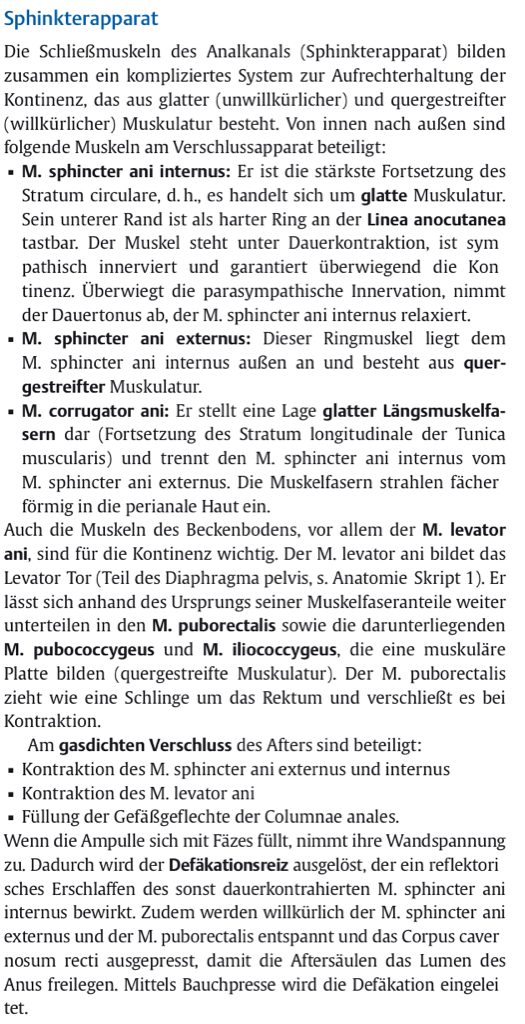 Sphinkterapparat
Die Schließmuskeln des Analkanals (Sphinkterapparat) bilden
zusammen ein kompliziertes System zur Aufrechterhaltung der
Kontinenz, das aus glatter (unwillkürlicher) und quergestreifter
(willkürlicher) Muskulatur besteht. Von innen nach außen sind
folgende Muskeln am Verschlussapparat beteiligt:
▪ M. sphincter ani internus: Er ist die stärkste Fortsetzung des
Stratum circulare, d. h., es handelt sich um glatte Muskulatur.
Sein unterer Rand ist als harter Ring an der Linea anocutanea
tastbar. Der Muskel steht unter Dauerkontraktion, ist sym
pathisch innerviert und garantiert überwiegend die Kon
tinenz. Überwiegt die parasympathische Innervation, nimmt
der Dauertonus ab, der M. sphincter ani internus relaxiert.
▪ M. sphincter ani externus: Dieser Ringmuskel liegt dem
M. sphincter ani internus außen an und besteht aus quer-
gestreifter Muskulatur.
▪ M. corrugator ani: Er stellt eine Lage glatter Längsmuskelfa-
sern dar (Fortsetzung des Stratum longitudinale der Tunica
muscularis) und trennt den M. sphincter ani internus vom
M. sphincter ani externus. Die Muskelfasern strahlen fächer
förmig in die perianale Haut ein.
Auch die Muskeln des Beckenbodens, vor allem der M. levator
ani, sind für die Kontinenz wichtig. Der M. levator ani bildet das
Levator Tor (Teil des Diaphragma pelvis, s. Anatomie Skript 1). Er
lässt sich anhand des Ursprungs seiner Muskelfaseranteile weiter
unterteilen in den M. puborectalis sowie die darunterliegenden
M. pubococcygeus und M. iliococcygeus, die eine muskuläre
Platte bilden (quergestreifte Muskulatur). Der M. puborectalis
zieht wie eine Schlinge um das Rektum und verschließt es bei
Kontraktion.
Am gasdichten Verschluss des Afters sind beteiligt:
▪ Kontraktion des M. sphincter ani externus und internus
▪ Kontraktion des M. levator ani
▪ Füllung der Gefäßgeflechte der Columnae anales.
Wenn die Ampulle sich mit Fäzes füllt, nimmt ihre Wandspannung
zu. Dadurch wird der Defäkationsreiz ausgelöst, der ein reflektori
sches Erschlaffen des sonst dauerkontrahierten M. sphincter ani
internus bewirkt. Zudem werden willkürlich der M. sphincter ani
externus und der M. puborectalis entspannt und das Corpus caver
nosum recti ausgepresst, damit die Aftersäulen das Lumen des
Anus freilegen. Mittels Bauchpresse wird die Defäkation eingelei
tet.